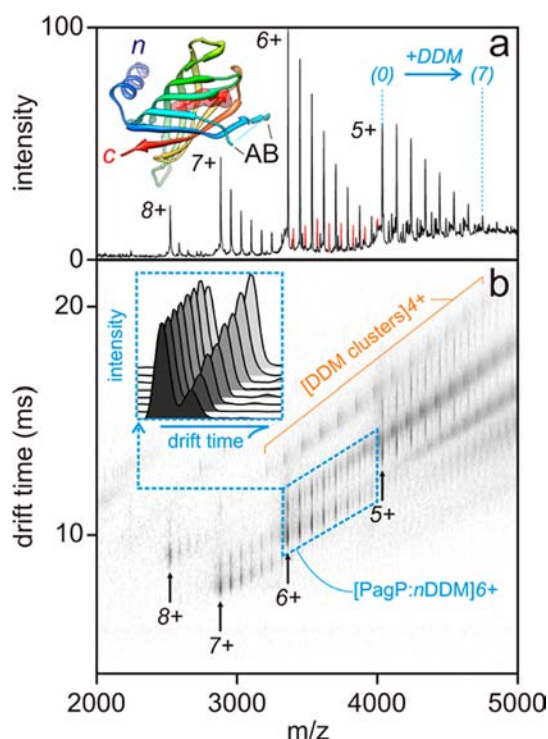 100
intensity
0
n
c
AB
8+
7+
6+
5+
a
+DDM
(0)
(7)
b
20
10
drift time (ms)
intensity
drift time
[DDM clusters]4+
5+
[PagP:nDDM]6+
6+
7+
8+
2000 3000 4000 5000
m/z